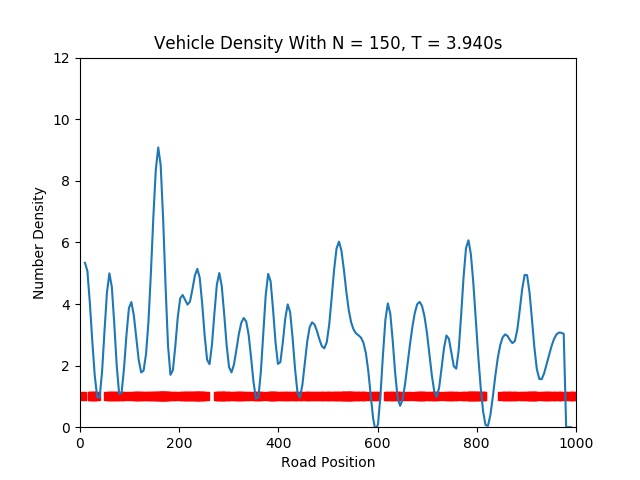 Vehicle Density With N = 150, T = 3.940s
12
10
8
6
4
2
0
Number Density
0 200 400 600 800 1000
Road Position